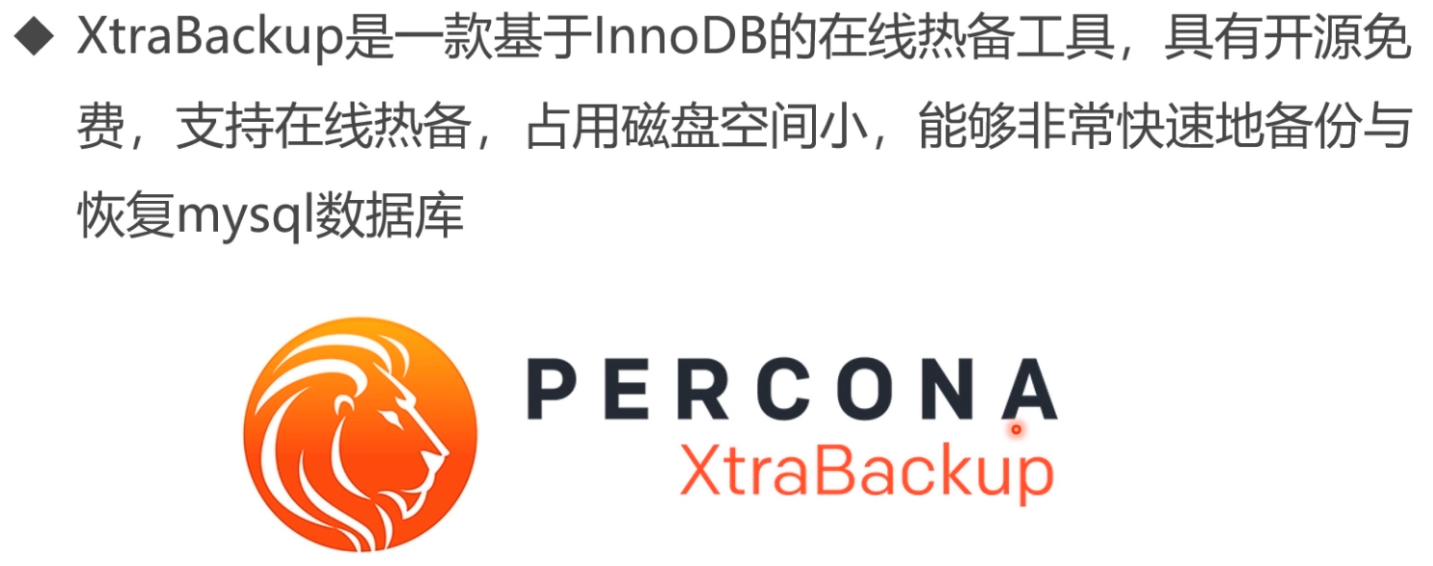 ◆ XtraBackup是一款基于InnoDB的在线热备工具，具有开源免
费，支持在线热备，占用磁盘空间小，能够非常快速地备份与
恢复mysql数据库
PERCONA
XtraBackup